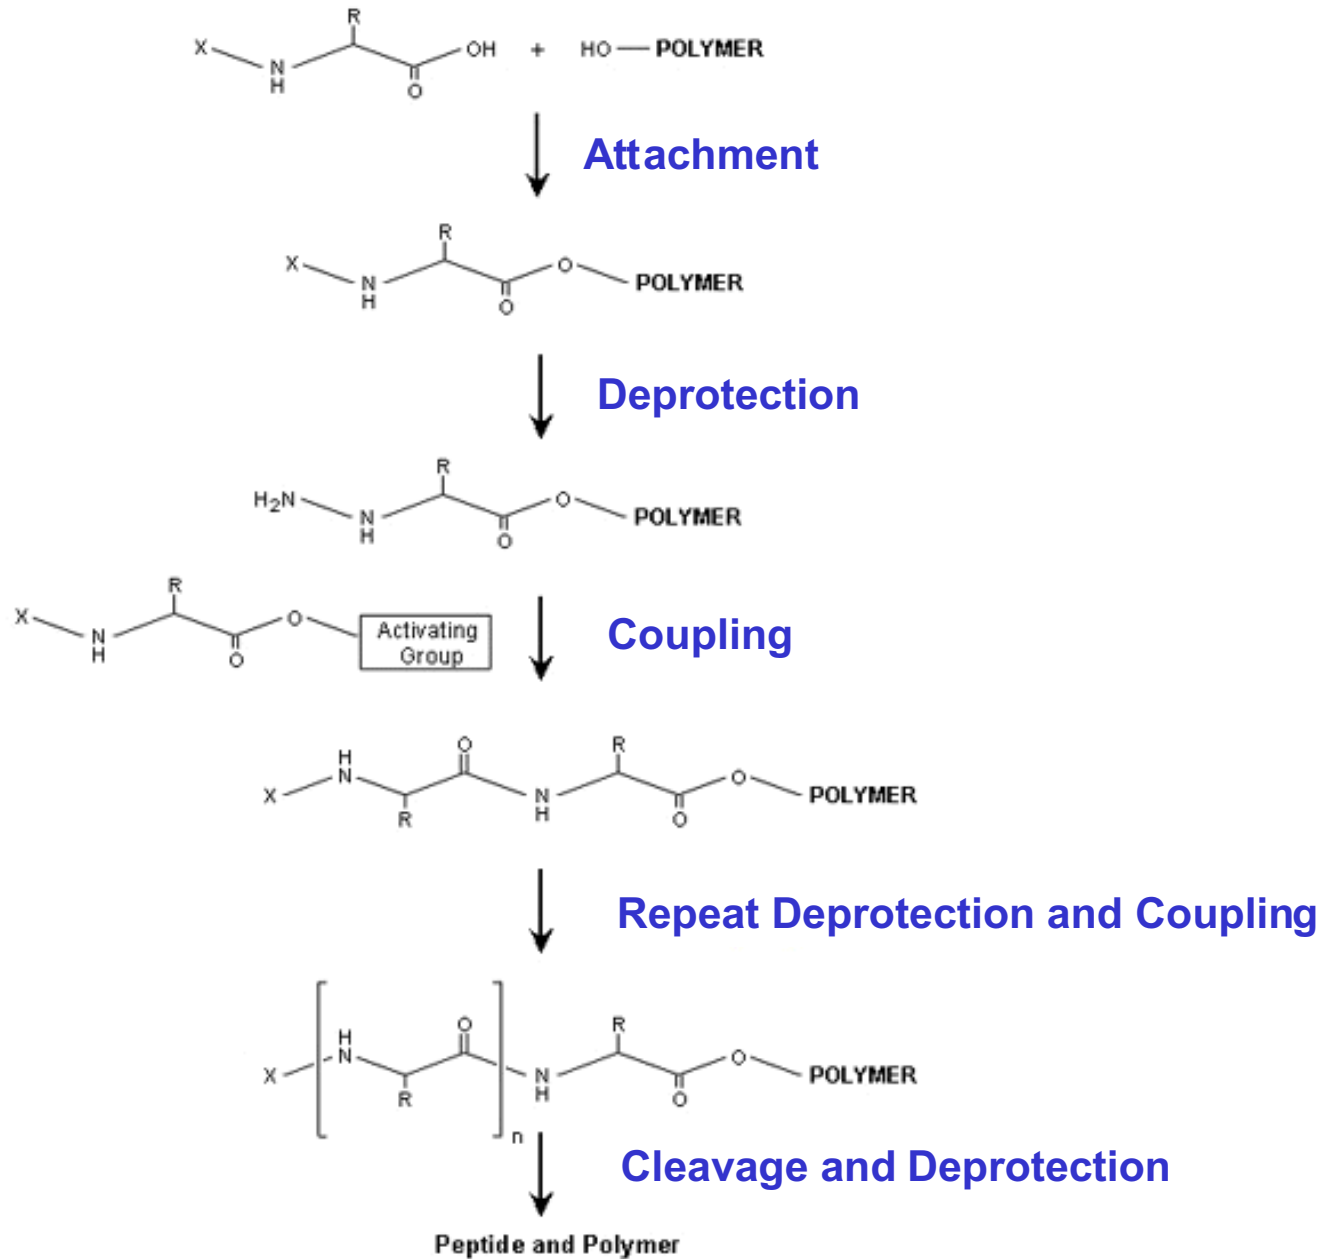 R
X N H OH + HO — POLYMER
O
Attachment
R
X N H O POLYMER
O
Deprotection
R
H₂N N H O POLYMER
O
R
X N H O Activating
Group
O
Coupling
O R
X H N N H O POLYMER
R O
Repeat Deprotection and Coupling
O R
X H N N H O POLYMER
R O
n
Cleavage and Deprotection
Peptide and Polymer